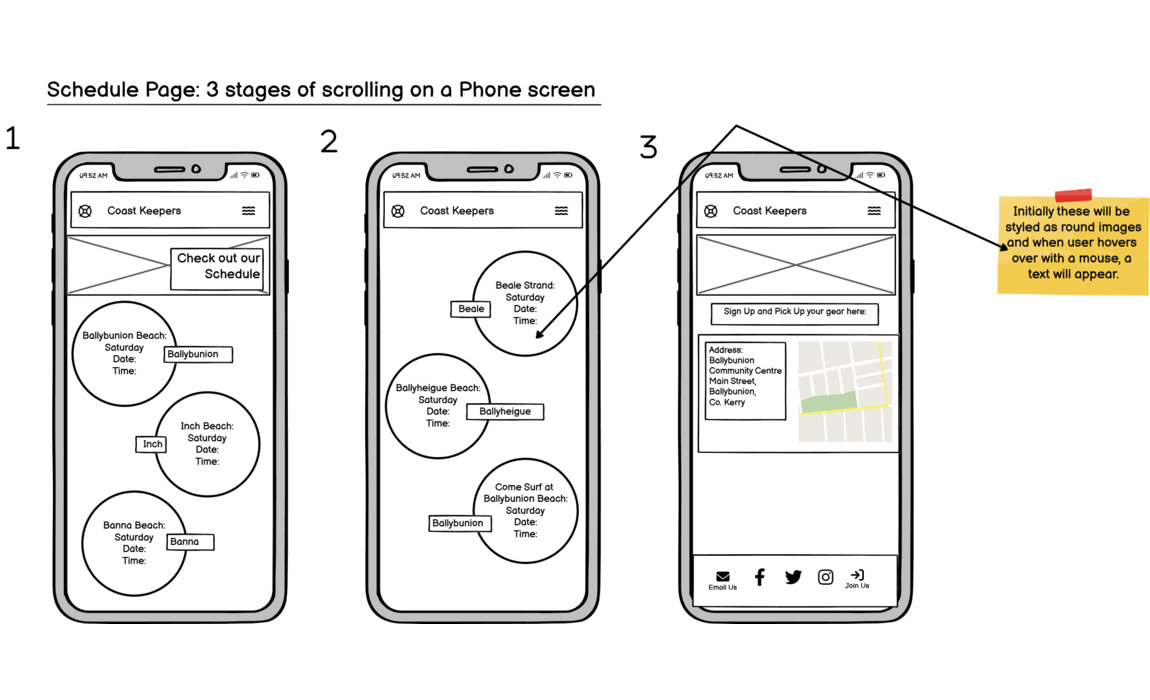 Schedule Page: 3 stages of scrolling on a Phone screen
1
09:52 AM
Coast Keepers
Check out our
Schedule
Ballybunion Beach:
Saturday
Date:
Time:
Ballybunion
Inch Beach:
Saturday
Date:
Time:
Inch
Banna Beach:
Saturday
Date:
Time:
Banna
2
09:52 AM
Coast Keepers
Beale Strand:
Saturday
Date:
Time:
Beale
Ballyheigue Beach:
Saturday
Date:
Time:
Ballyheigue
Come Surf at
Ballybunion Beach:
Saturday
Date:
Time:
Ballybunion
3
09:52 AM
Coast Keepers
Sign Up and Pick Up your gear here:
Address:
Ballybunion
Community Centre
Main Street,
Ballybunion,
Co. Kerry
Email Us
Join Us
Initially these will be
styled as round images
and when user hovers
over with a mouse, a
text will appear.